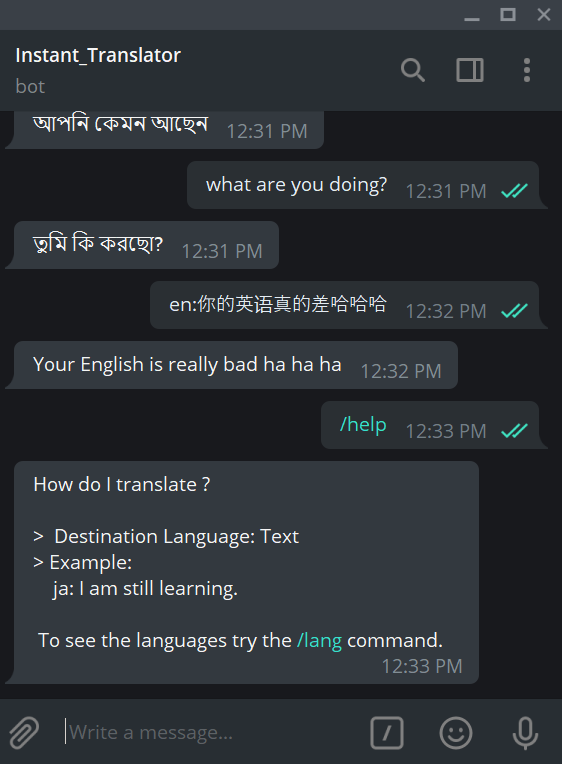 Instant_Translator
bot
আপনি কেমন আছেন 12:31 PM
what are you doing? 12:31 PM
তুমি কি করছো? 12:31 PM
en:你的英语真的差哈哈哈 12:32 PM
Your English is really bad ha ha ha 12:32 PM
/help 12:33 PM
How do I translate ?
> Destination Language: Text
> Example:
ja: I am still learning.
To see the languages try the /lang command.
12:33 PM
Write a message...